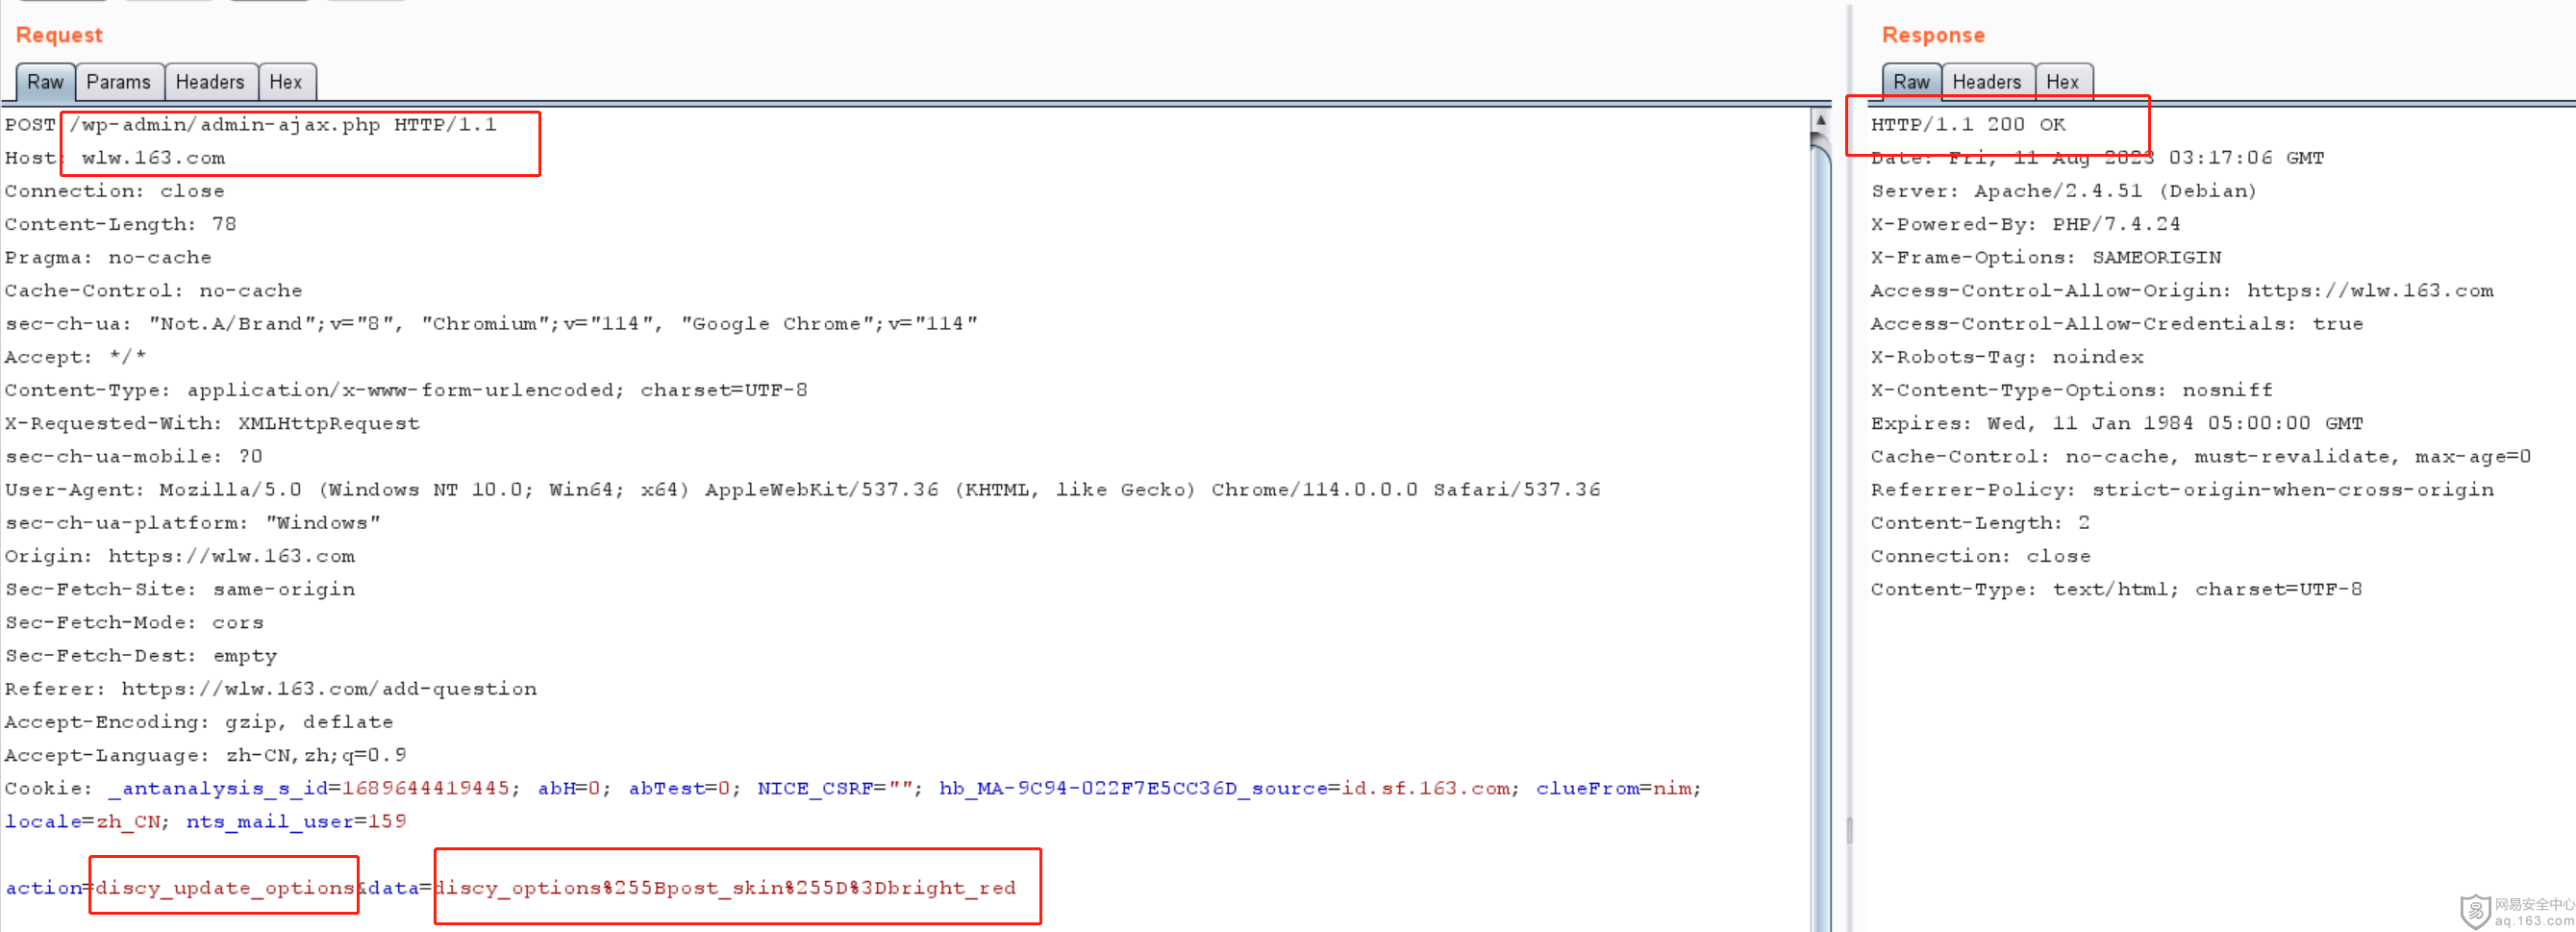 Request
Raw Params Headers Hex
POST /wp-admin/admin-ajax.php HTTP/1.1
Host: wlw.163.com
Connection: close
Content-Length: 78
Pragma: no-cache
Cache-Control: no-cache
sec-ch-ua: "Not.A/Brand";v="8", "Chromium";v="114", "Google Chrome";v="114"
Accept: */*
Content-Type: application/x-www-form-urlencoded; charset=UTF-8
X-Requested-With: XMLHttpRequest
sec-ch-ua-mobile: ?0
User-Agent: Mozilla/5.0 (Windows NT 10.0; Win64; x64) AppleWebKit/537.36 (KHTML, like Gecko) Chrome/114.0.0.0 Safari/537.36
sec-ch-ua-platform: "Windows"
Origin: https://wlw.163.com
Sec-Fetch-Site: same-origin
Sec-Fetch-Mode: cors
Sec-Fetch-Dest: empty
Referer: https://wlw.163.com/add-question
Accept-Encoding: gzip, deflate
Accept-Language: zh-CN,zh;q=0.9
Cookie: _antanalysis_s_id=1689644419445; abH=0; abTest=0; NICE_CSRF=""; hb_MA-9C94-022F7E5CC36D_source=id.sf.163.com; clueFrom=nim;
locale=zh_CN; nts_mail_user=159
action=discy_update_options&data=discy_options%255Bpost_skin%255D%3Dbright_red
Response
Raw Headers Hex
HTTP/1.1 200 OK
Date: Fri, 11 Aug 2023 03:17:06 GMT
Server: Apache/2.4.51 (Debian)
X-Powered-By: PHP/7.4.24
X-Frame-Options: SAMEORIGIN
Access-Control-Allow-Origin: https://wlw.163.com
Access-Control-Allow-Credentials: true
X-Robots-Tag: noindex
X-Content-Type-Options: nosniff
Expires: Wed, 11 Jan 1984 05:00:00 GMT
Cache-Control: no-cache, must-revalidate, max-age=0
Referrer-Policy: strict-origin-when-cross-origin
Content-Length: 2
Connection: close
Content-Type: text/html; charset=UTF-8
易 网易安全中心
aq.163.com